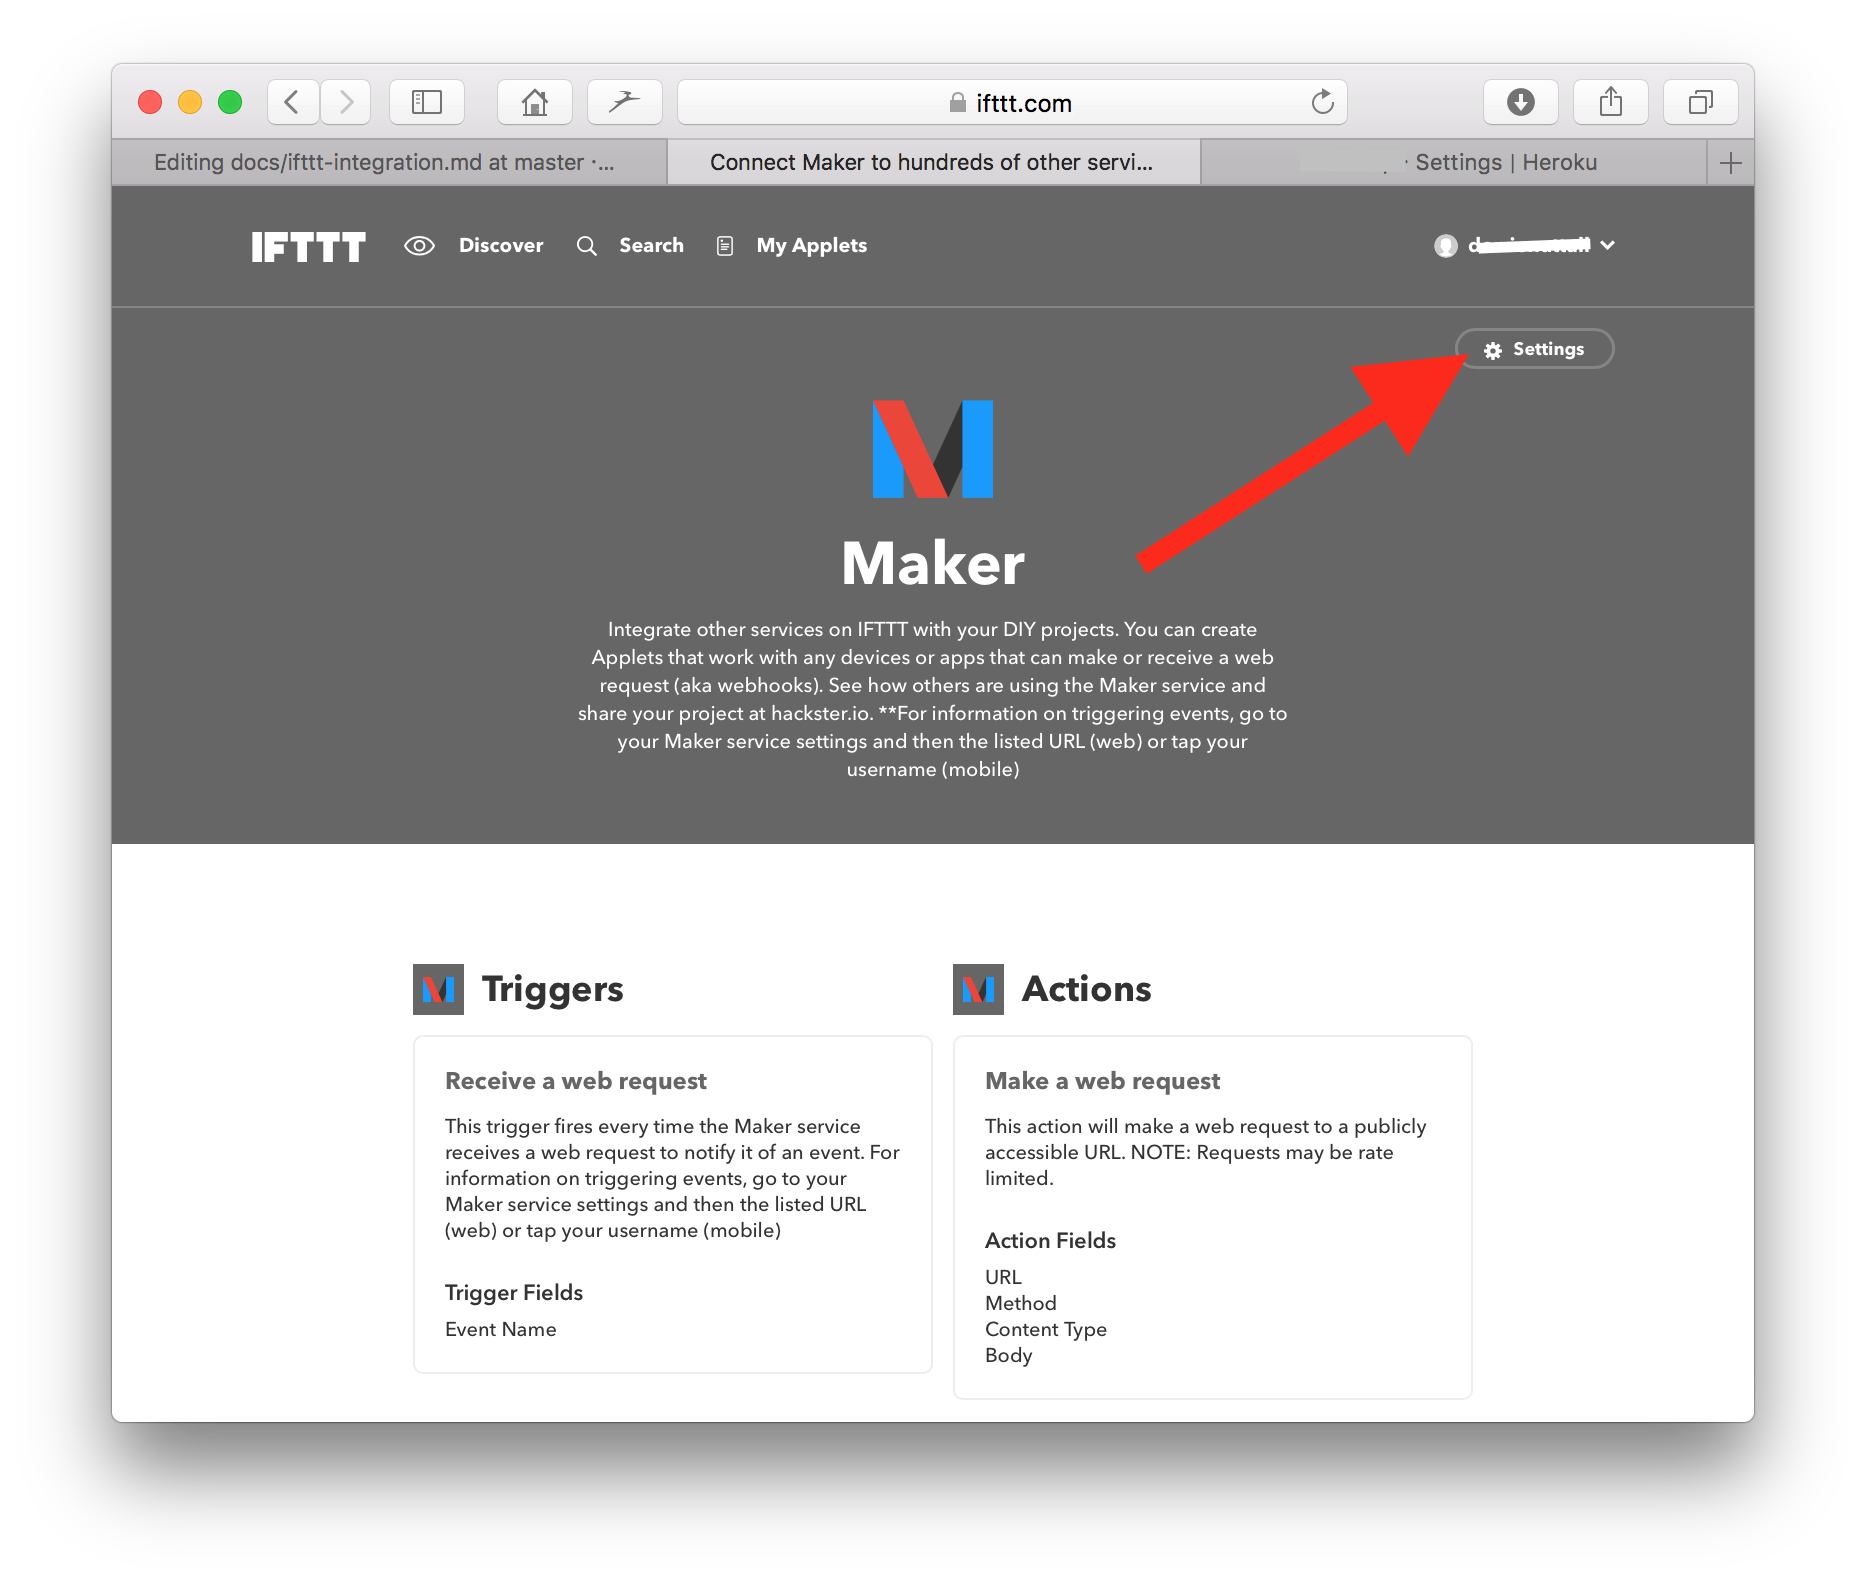 ifttt.com
Editing docs/ifttt-integration.md at master ·...
Connect Maker to hundreds of other servi...
· Settings | Heroku
IFTTT
Discover
Search
My Applets
Settings
Maker
Integrate other services on IFTTT with your DIY projects. You can create
Applets that work with any devices or apps that can make or receive a web
request (aka webhooks). See how others are using the Maker service and
share your project at hackster.io. **For information on triggering events, go to
your Maker service settings and then the listed URL (web) or tap your
username (mobile)
Triggers
Receive a web request
This trigger fires every time the Maker service
receives a web request to notify it of an event. For
information on triggering events, go to your
Maker service settings and then the listed URL
(web) or tap your username (mobile)
Trigger Fields
Event Name
Actions
Make a web request
This action will make a web request to a publicly
accessible URL. NOTE: Requests may be rate
limited.
Action Fields
URL
Method
Content Type
Body